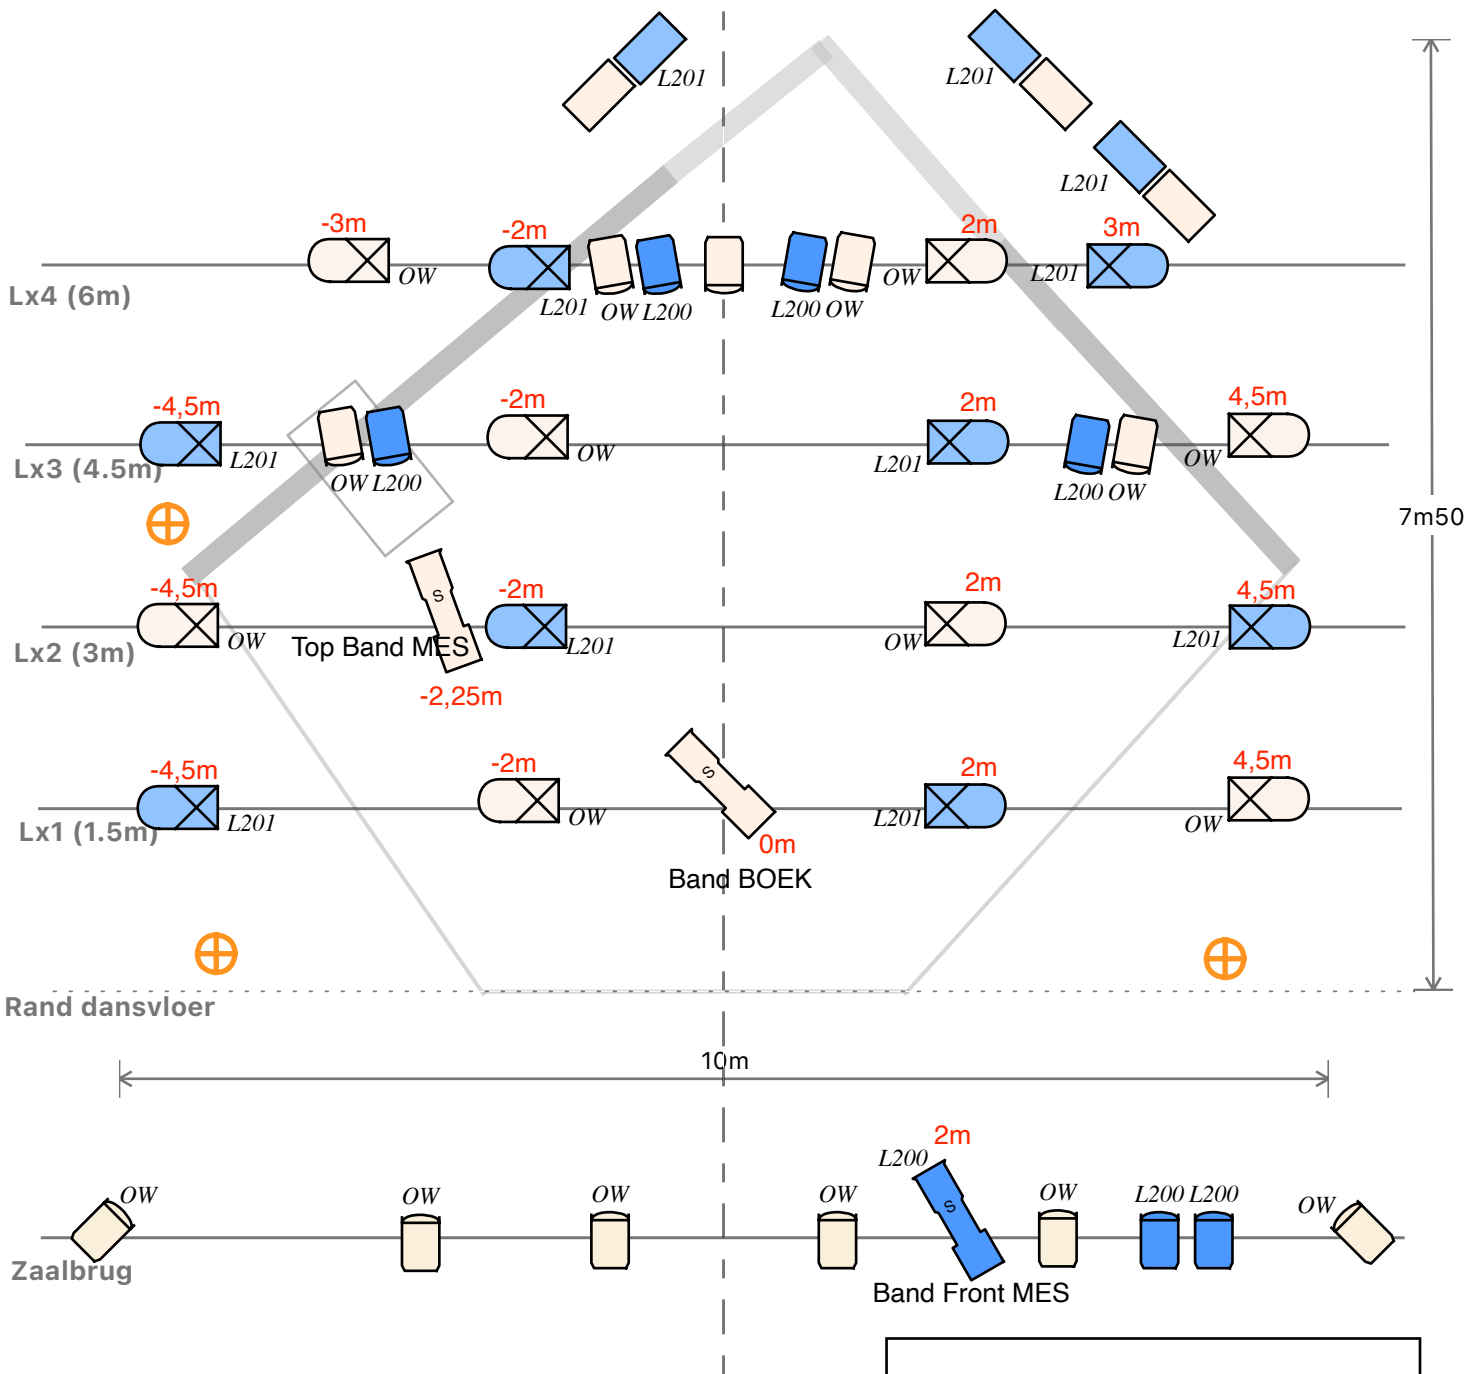 L201
L201
L201
-3m
-2m
2m
3m
OW
OW
L201
Lx4 (6m)
L201
OW L200
L200 OW
-4,5m
-2m
2m
4,5m
L201
OW
L201
OW
Lx3 (4.5m)
OW L200
L200 OW
7m50
-4,5m
-2m
2m
4,5m
S
OW
Top Band MES
L201
OW
L201
Lx2 (3m)
-2,25m
-4,5m
-2m
S
2m
4,5m
L201
OW
L201
OW
Lx1 (1.5m)
0m
Band BOEK
Rand dansvloer
10m
2m
L200
OW
OW
OW
OW
S
OW
L200 L200
OW
Zaalbrug
Band Front MES